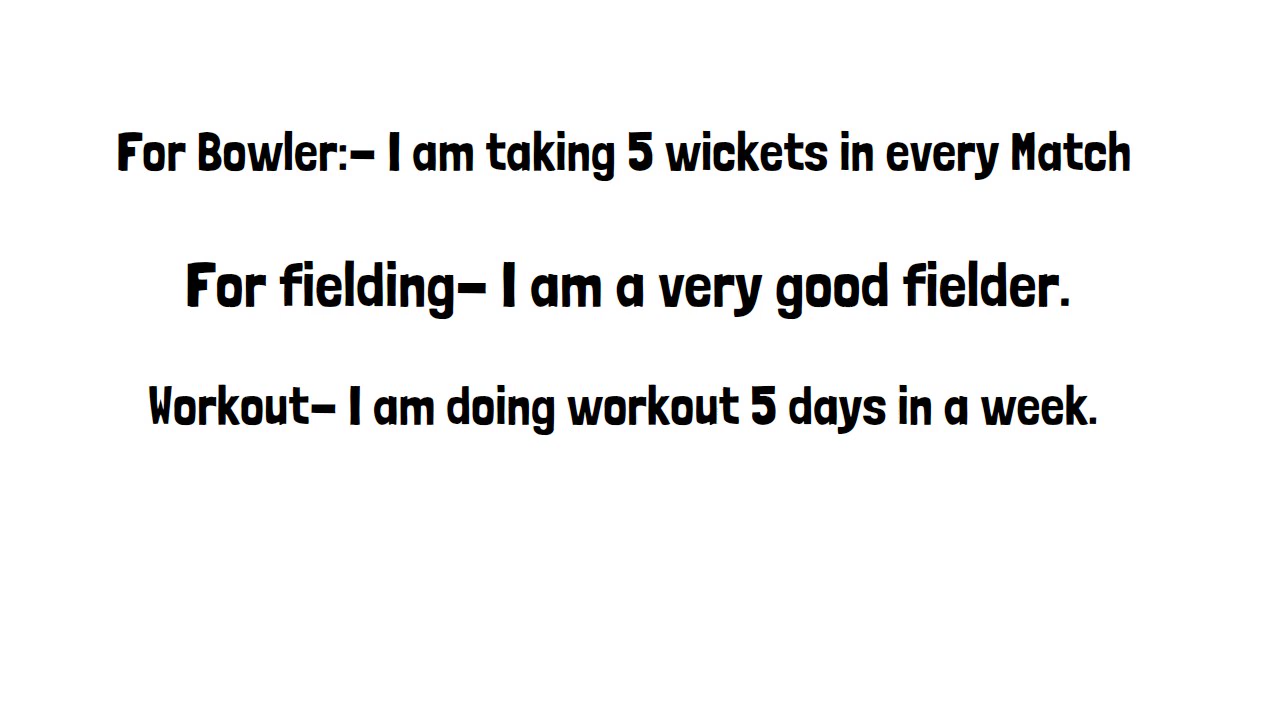 For Bowler:- I am taking 5 wickets in every Match
For fielding- I am a very good fielder.
Workout- I am doing workout 5 days in a week.